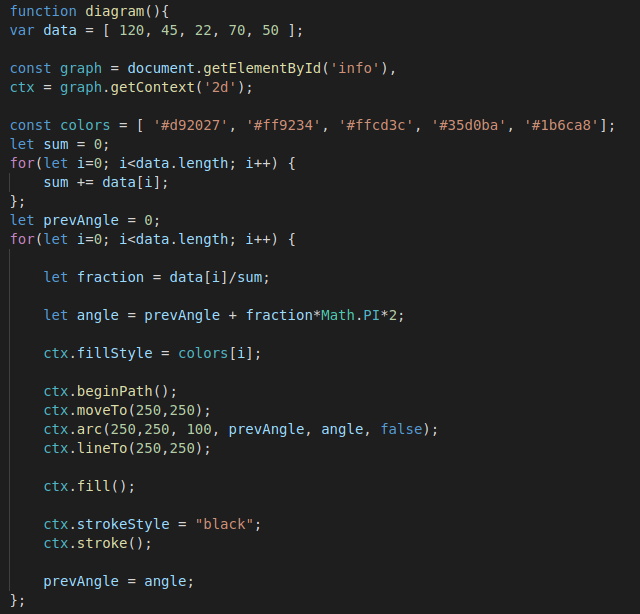 function diagram(){
var data = [ 120, 45, 22, 70, 50 ];
const graph = document.getElementById('info'),
ctx = graph.getContext('2d');
const colors = [ '#d92027', '#ff9234', '#ffcd3c', '#35d0ba', '#1b6ca8'];
let sum = 0;
for(let i=0; i<data.length; i++) {
    sum += data[i];
};
let prevAngle = 0;
for(let i=0; i<data.length; i++) {
    let fraction = data[i]/sum;
    let angle = prevAngle + fraction*Math.PI*2;
    ctx.fillStyle = colors[i];
    ctx.beginPath();
    ctx.moveTo(250,250);
    ctx.arc(250,250, 100, prevAngle, angle, false);
    ctx.lineTo(250,250);
    ctx.fill();
    ctx.strokeStyle = "black";
    ctx.stroke();
    prevAngle = angle;
};